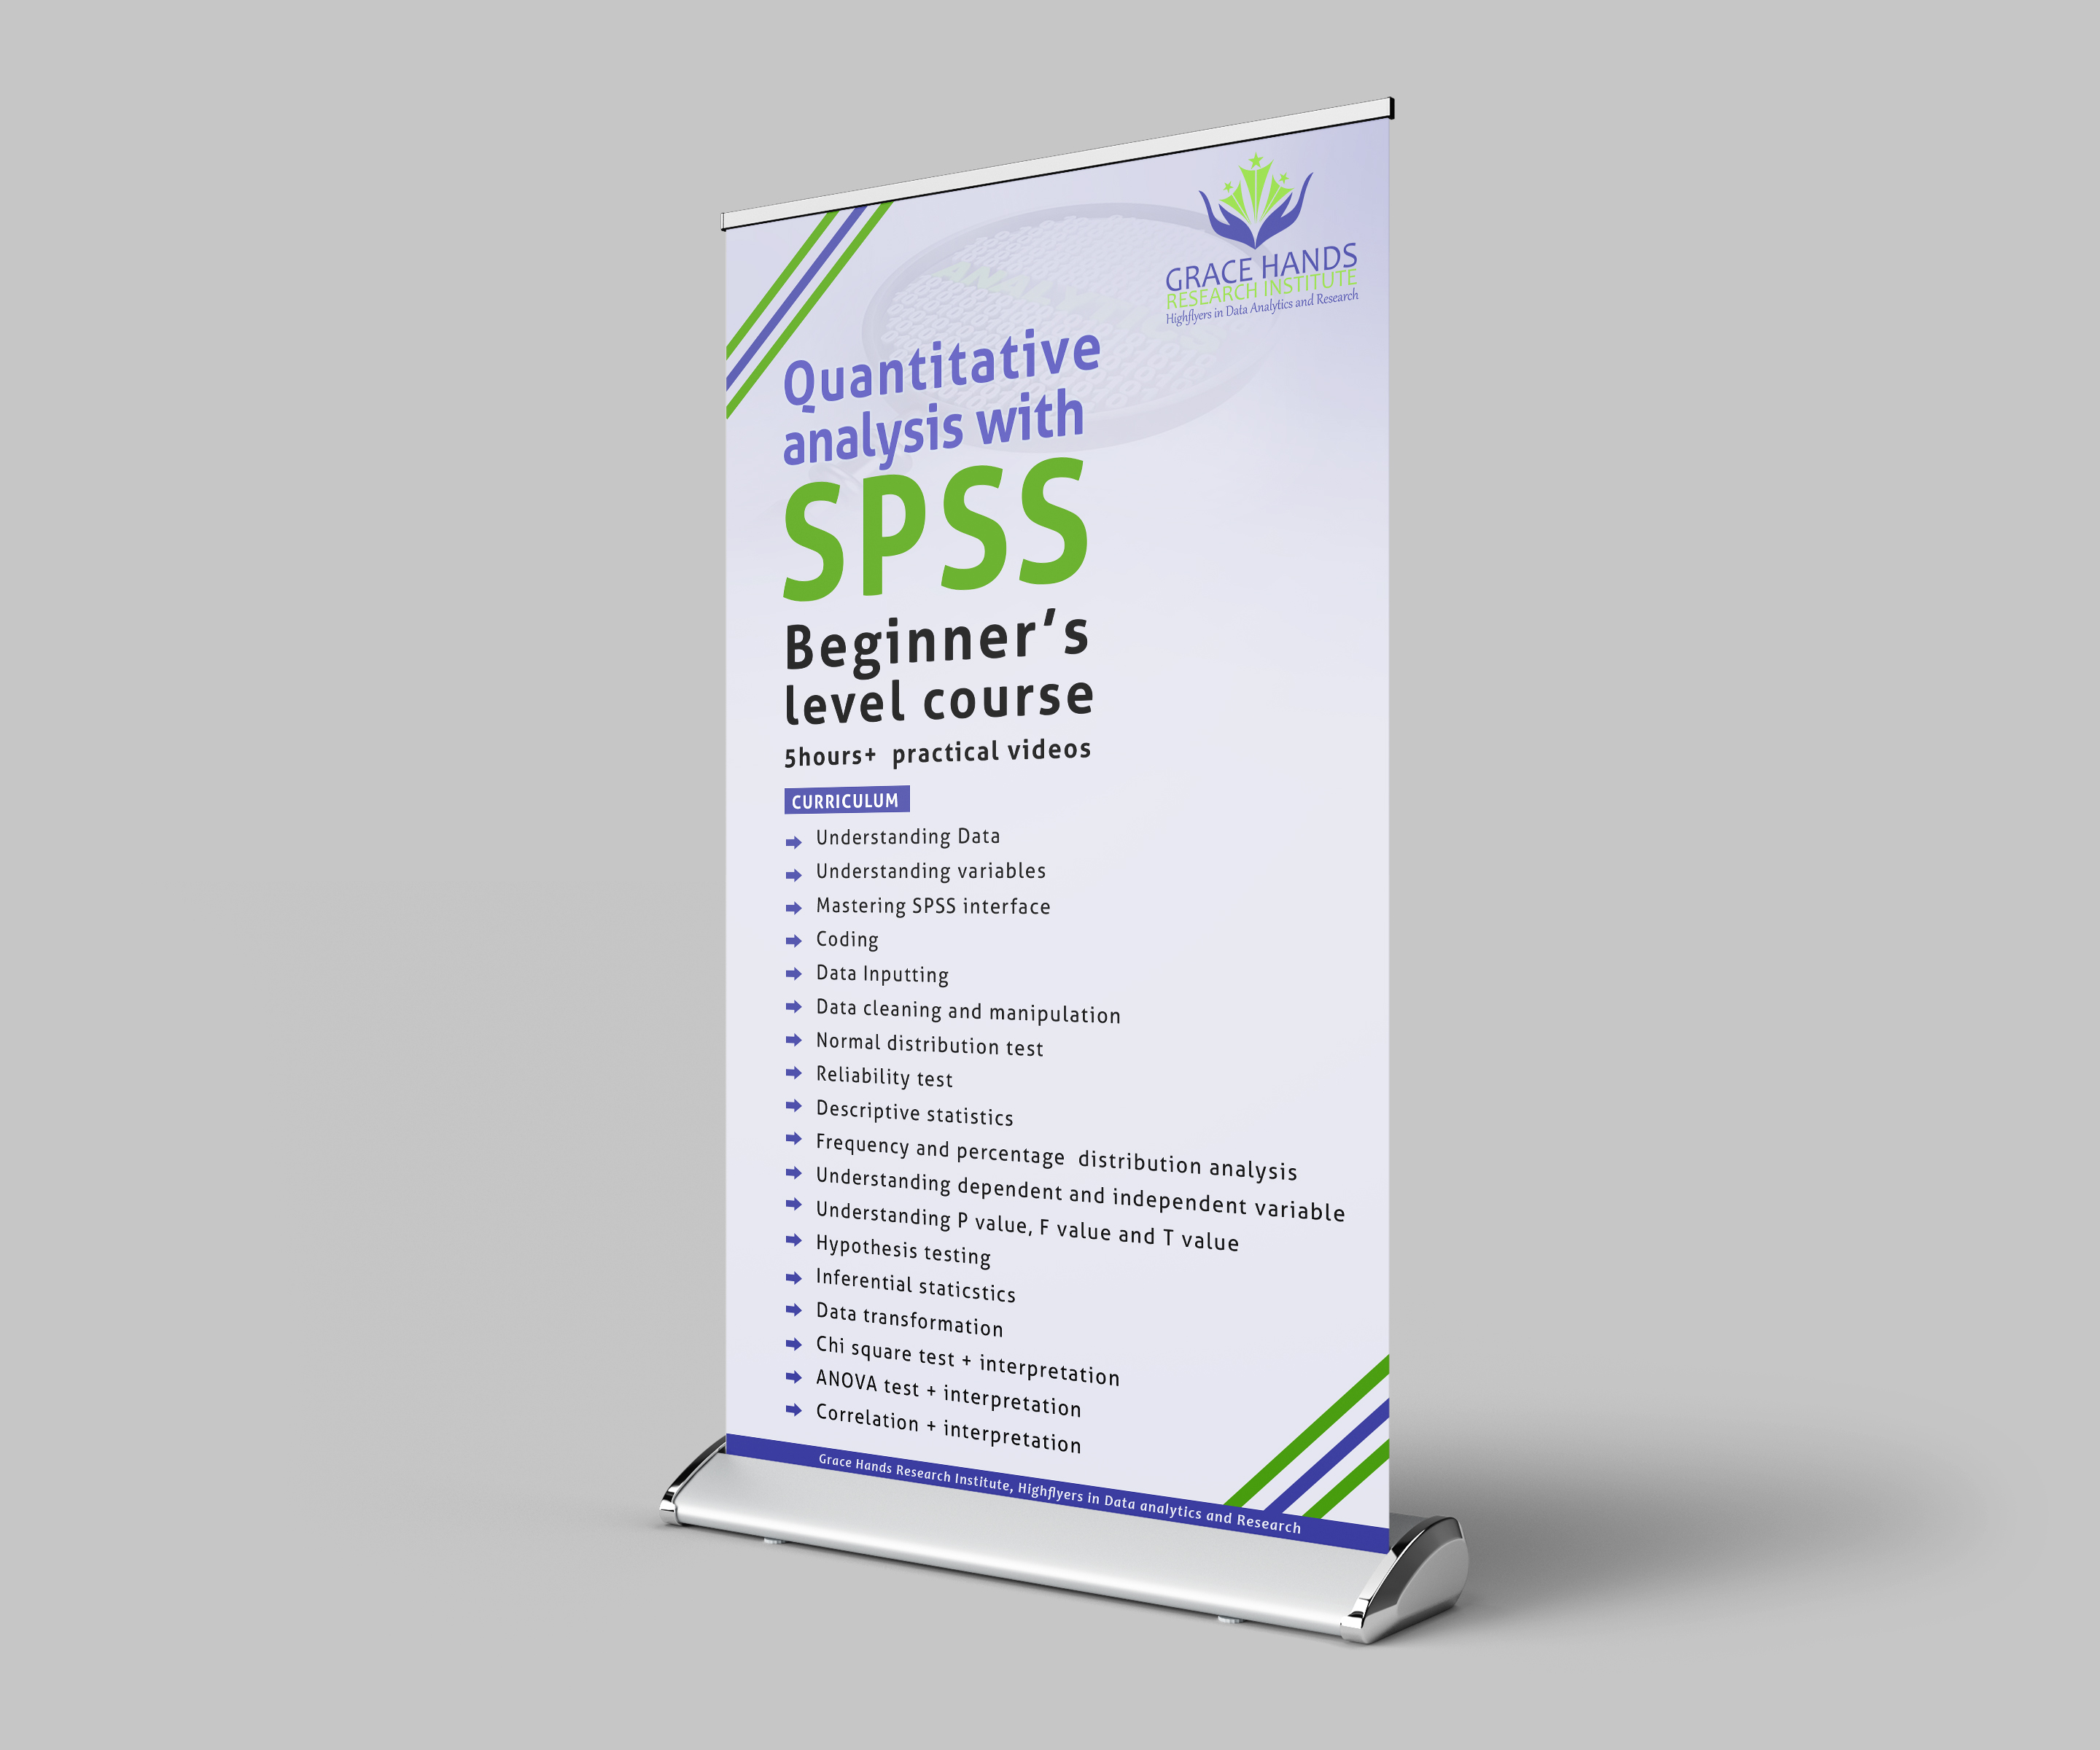 GRACE HANDS
RESEARCH INSTITUTE
Highflyers in Data Analytics and Research
Quantitative
analysis with
SPSS
Beginner's
level course
5hours+ practical videos
CURRICULUM
Understanding Data
Understanding variables
Mastering SPSS interface
Coding
Data Inputting
Data cleaning and manipulation
Normal distribution test
Reliability test
Descriptive statistics
Frequency and percentage distribution analysis
Understanding dependent and independent variable
Understanding P value, F value and T value
Hypothesis testing
Inferential staticstics
Data transformation
Chi square test + interpretation
ANOVA test + interpretation
Correlation + interpretation
Grace Hands Research Institute, Highflyers in Data analytics and Research